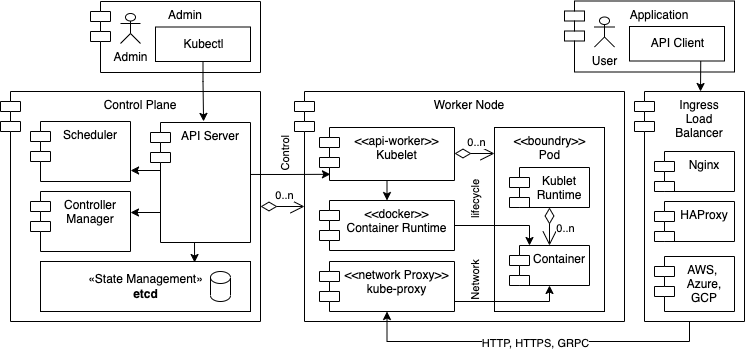 Admin
Kubectl
Admin
Application
API Client
User
Control Plane
Scheduler
API Server
Controller
Manager
«State Management»
etcd
Control
0..n
Worker Node
<<api-worker>>
Kubelet
0..n
<<boundry>>
Pod
Kublet
Runtime
0..n
lifecycle
<<docker>>
Container Runtime
Container
<<network Proxy>>
kube-proxy
Network
Ingress
Load
Balancer
Nginx
HAProxy
AWS,
Azure,
GCP
HTTP, HTTPS, GRPC